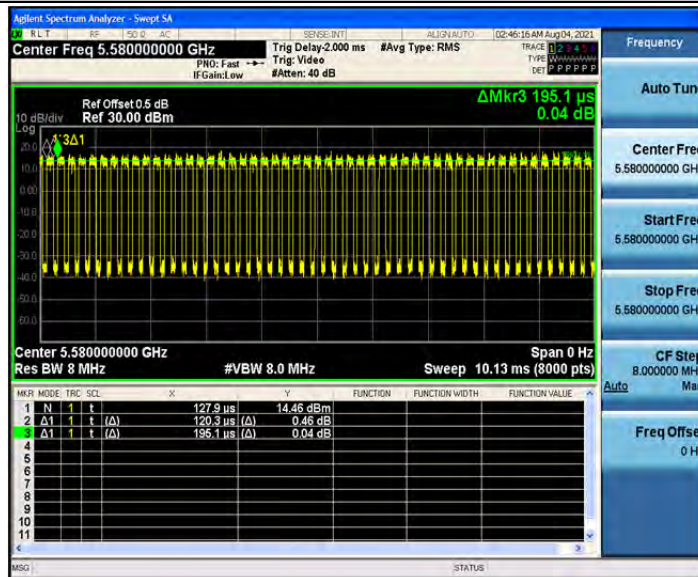 Agilent Spectrum Analyzer - Swept SA
RLT RF 50 Ω AC SENSE:INT ALIGN AUTO 02:46:16 AM Aug 04, 2021
Center Freq 5.580000000 GHz
PNO: Fast
IFGain:Low
Trig Delay-2.000 ms
Trig: Video
#Atten: 40 dB
#Avg Type: RMS
TRACE 1 2 3 4 5 6
TYPE
DET P P P P P P
Ref Offset 0.5 dB
10 dB/div Ref 30.00 dBm
Log
ΔMkr3 195.1 µs
0.04 dB
3Δ1
20.0
10.0
0.00
-10.0
-20.0
-30.0
-40.0
-50.0
-60.0
Center 5.580000000 GHz Span 0 Hz
Res BW 8 MHz #VBW 8.0 MHz Sweep 10.13 ms (8000 pts)
MKR MODE TRC SCL X Y FUNCTION FUNCTION WIDTH FUNCTION VALUE
1 N 1 t 127.9 µs 14.46 dBm
2 Δ1 1 t (Δ) 120.3 µs (Δ) 0.46 dB
3 Δ1 1 t (Δ) 195.1 µs (Δ) 0.04 dB
4
5
6
7
8
9
10
11
MSG STATUS
Frequency
Auto Tun
Center Fre
5.580000000 GH
Start Fre
5.580000000 GH
Stop Fre
5.580000000 GH
CF Step
8.000000 MH
Auto Ma
Freq Offse
0 H